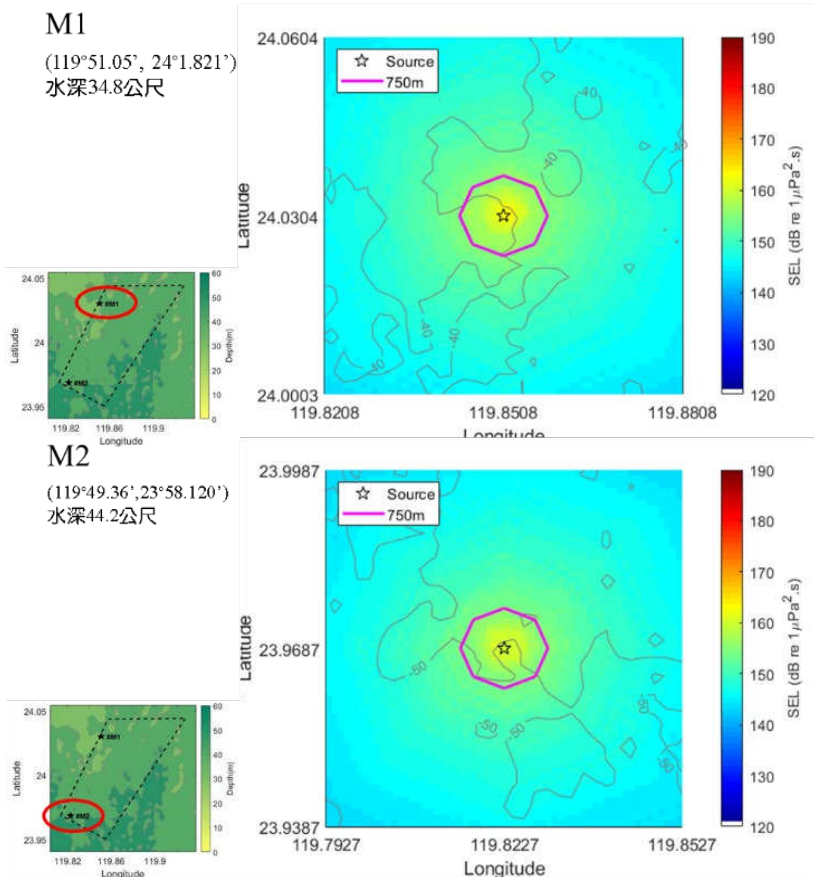 M1
(119°51.05', 24°1.821')
水深34.8公尺
24.0604
24.0304
24.0003
Latitude
119.8208
119.8508
119.8808
Longitude
Source
750m
-40
-40
-40
-40
-40
-40
-40
190
180
170
160
150
140
130
120
SEL (dB re 1μPa².s)
24.05
24
23.95
Latitude
119.82
119.86
119.9
Longitude
#M1
#M2
60
50
40
30
20
10
0
Depth(m)
M2
(119°49.36',23°58.120')
水深44.2公尺
23.9987
23.9687
23.9387
Latitude
119.7927
119.8227
119.8527
Longitude
Source
750m
-50
-50
-50
-50
190
180
170
160
150
140
130
120
SEL (dB re 1μPa².s)
24.05
24
23.95
Latitude
119.82
119.86
119.9
Longitude
#M1
#M2
60
50
40
30
20
10
0
Depth(m)